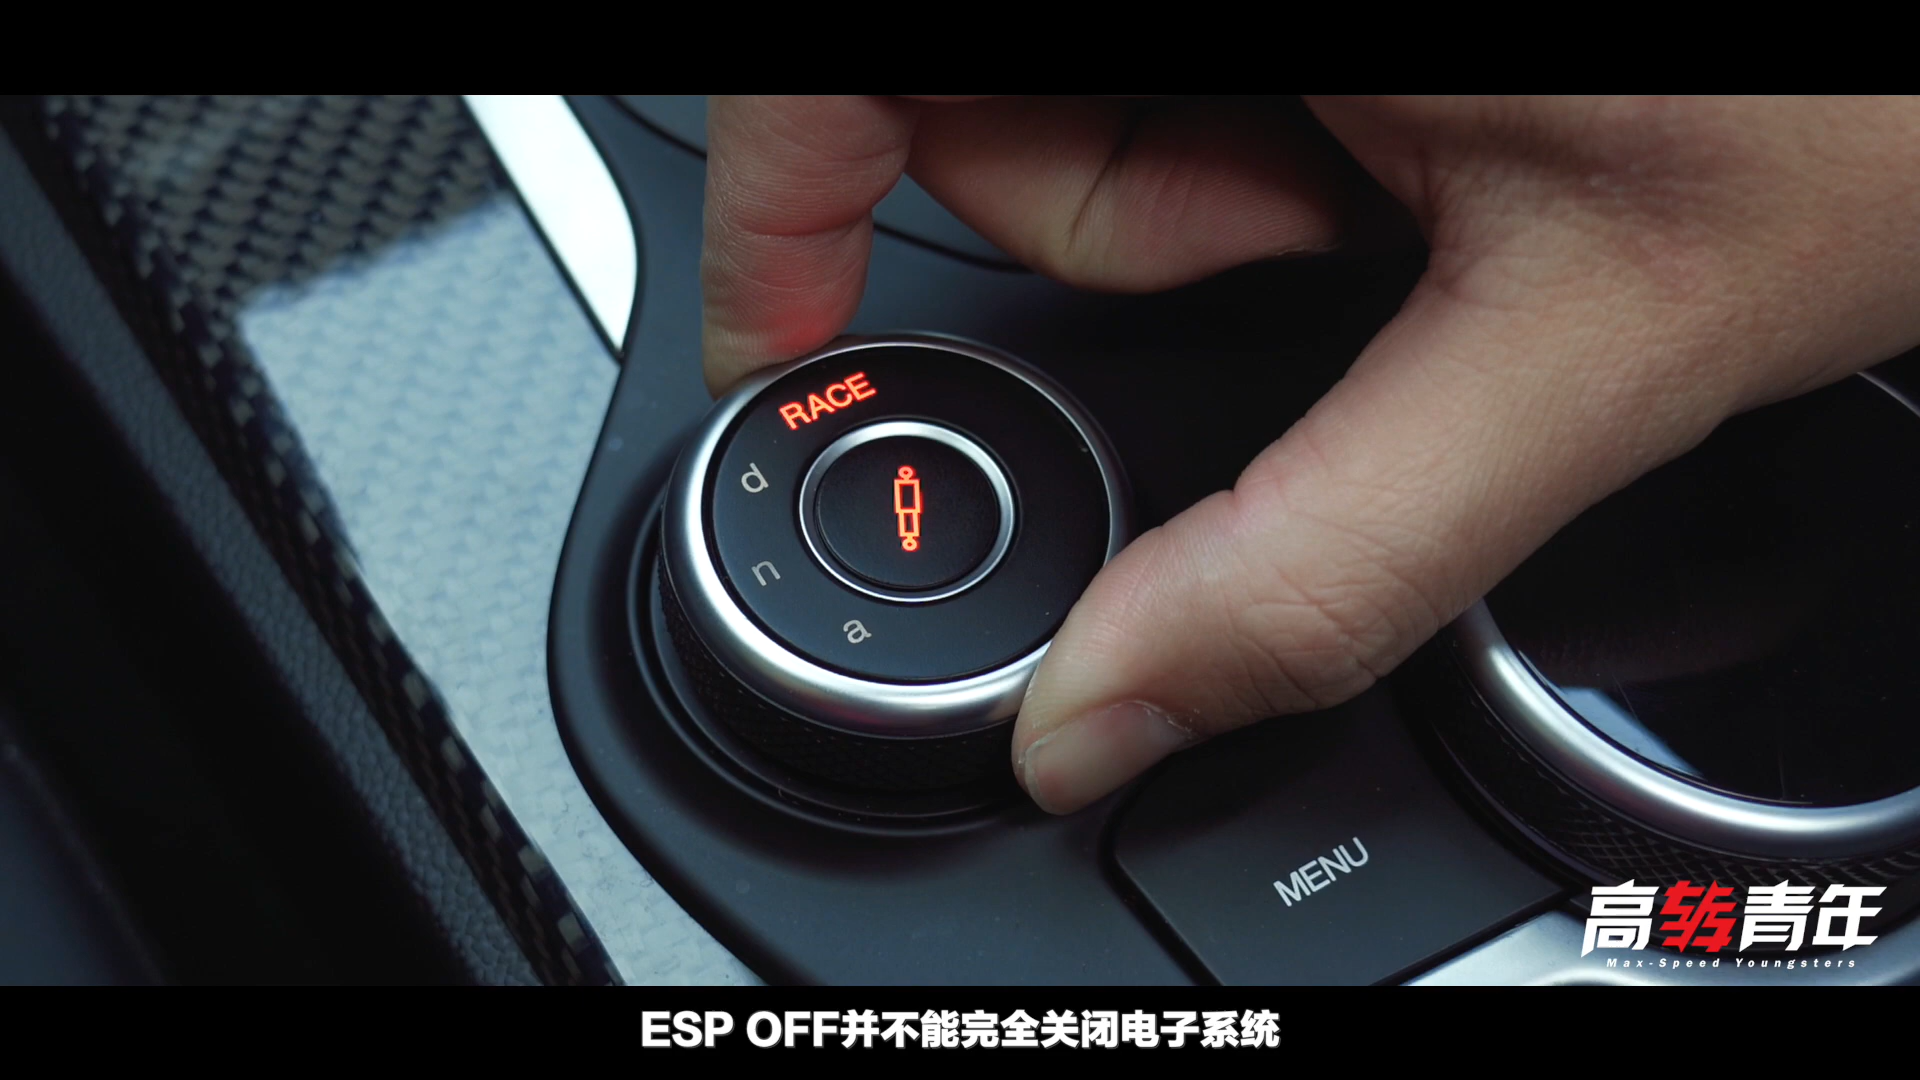 RACE
d
n
a
MENU
高转青年
Max-Speed Youngsters
ESP OFF并不能完全关闭电子系统